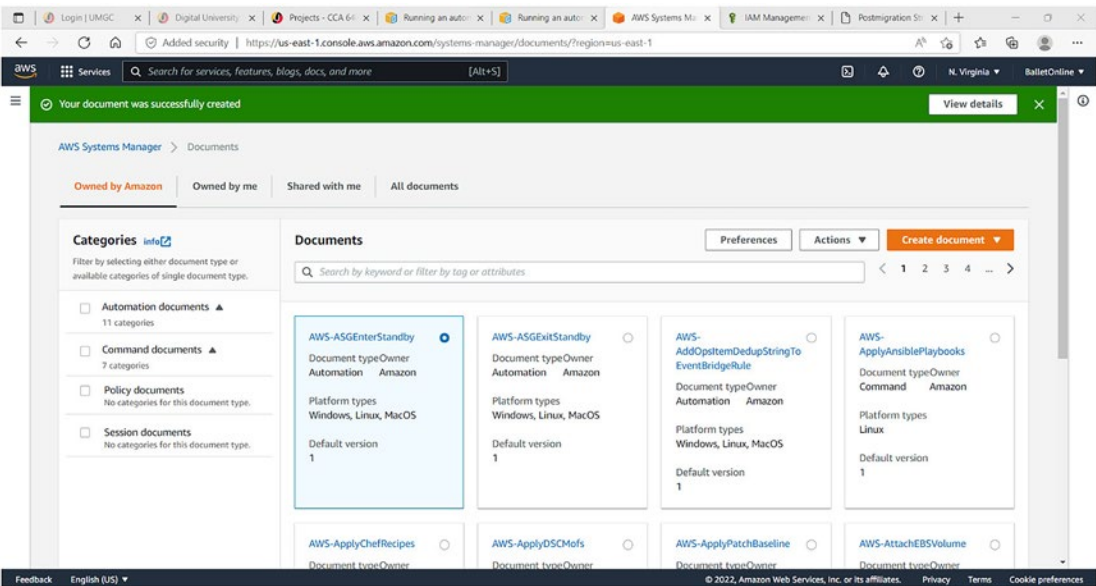 Login | UMGC
Digital University
Projects - CCA 64
Running an autor
Running an autor
AWS Systems Ma
IAM Managemen
Postmigration St
Added security | https://us-east-1.console.aws.amazon.com/systems-manager/documents/?region=us-east-1
aws
Services
Search for services, features, blogs, docs, and more
[Alt+S]
N. Virginia
BalletOnline
Your document was successfully created
View details
AWS Systems Manager > Documents
Owned by Amazon
Owned by me
Shared with me
All documents
Categories info
Filter by selecting either document type or
available categories of single document type.
Automation documents
11 categories
Command documents
7 categories
Policy documents
No categories for this document type.
Session documents
No categories for this document type.
Documents
Preferences
Actions
Create document
Search by keyword or filter by tag or attributes
< 1 2 3 4 ... >
AWS-ASGEnterStandby
Document typeOwner
Automation Amazon
Platform types
Windows, Linux, MacOS
Default version
1
AWS-ASGExitStandby
Document typeOwner
Automation Amazon
Platform types
Windows, Linux, MacOS
Default version
1
AWS-
AddOpsItemDedupStringTo
EventBridgeRule
Document typeOwner
Automation Amazon
Platform types
Windows, Linux, MacOS
Default version
1
AWS-
ApplyAnsiblePlaybooks
Document typeOwner
Command Amazon
Platform types
Linux
Default version
1
AWS-ApplyChefRecipes
Document typeOwner
AWS-ApplyDSCMofs
Document typeOwner
AWS-ApplyPatchBaseline
Document typeOwner
AWS-AttachEBSVolume
Document typeOwner
Feedback
English (US)
© 2022, Amazon Web Services, Inc. or its affiliates.
Privacy
Terms
Cookie preferences